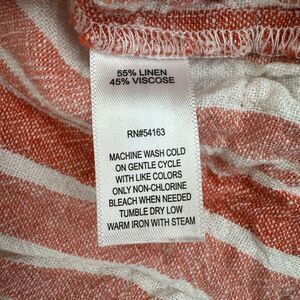 55% LINEN
45% VISCOSE
RN#54163
MACHINE WASH COLD
ON GENTLE CYCLE
WITH LIKE COLORS
ONLY NON-CHLORINE
BLEACH WHEN NEEDED
TUMBLE DRY LOW
WARM IRON WITH STEAM